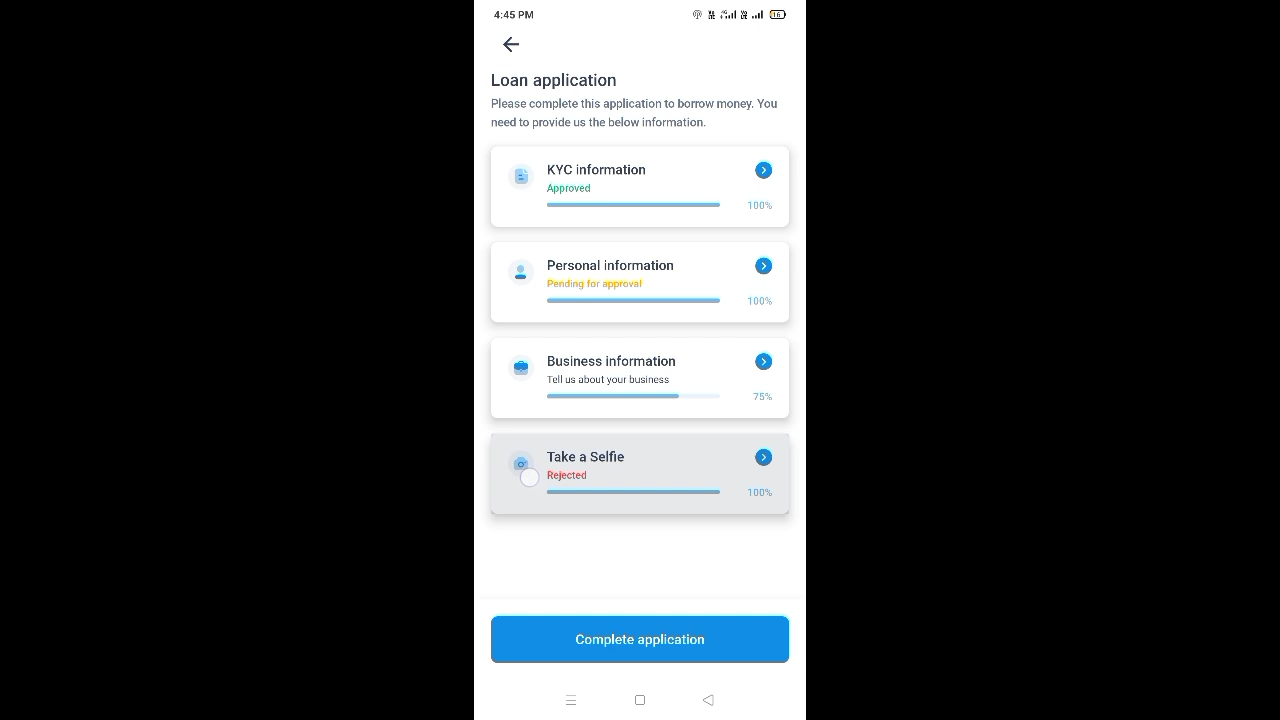 4:45 PM
Loan application
Please complete this application to borrow money. You
need to provide us the below information.
KYC information
Approved
100%
Personal information
Pending for approval
100%
Business information
Tell us about your business
75%
Take a Selfie
Rejected
100%
Complete application